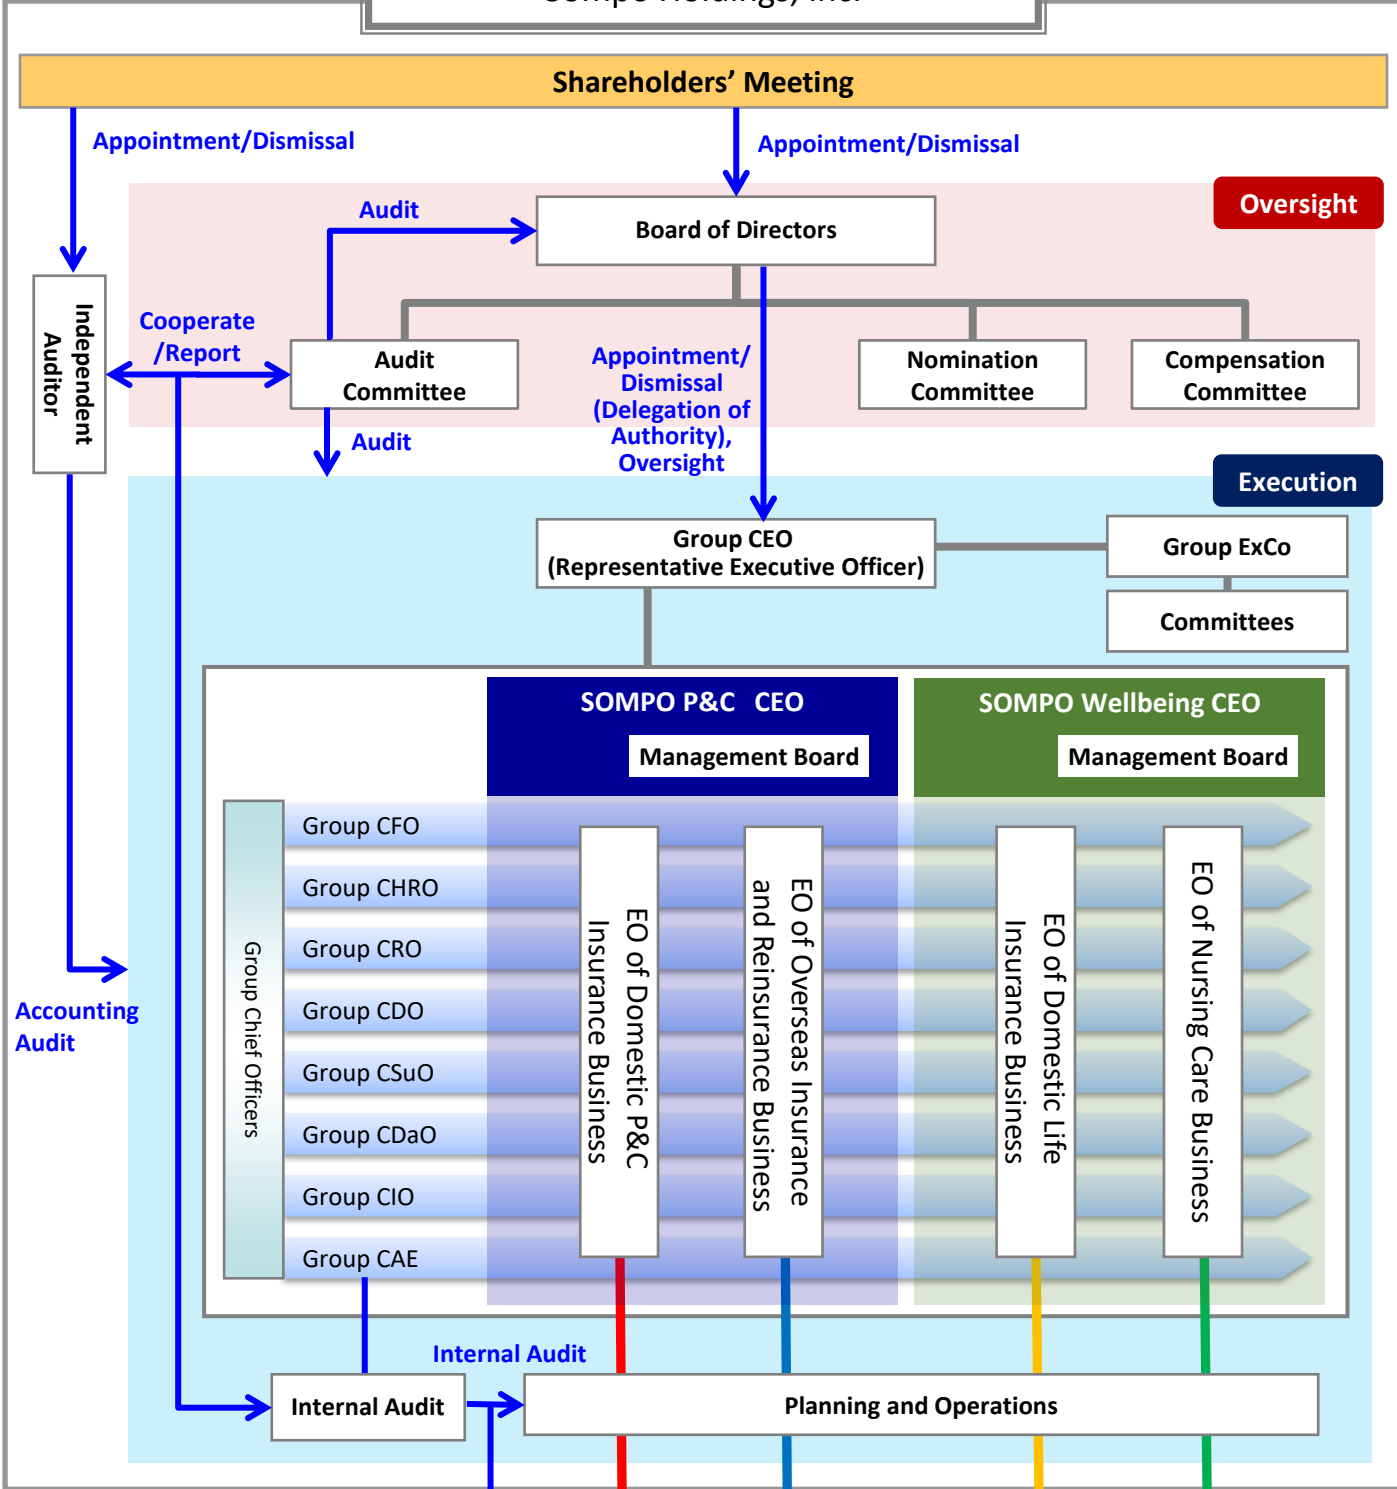 Sompo Holdings, Inc.
Shareholders’ Meeting
Appointment/Dismissal
Appointment/Dismissal
Oversight
Audit
Board of Directors
Independent
Auditor
Cooperate
/Report
Audit
Committee
Appointment/
Dismissal
(Delegation of
Authority),
Oversight
Nomination
Committee
Compensation
Committee
Audit
Execution
Group CEO
(Representative Executive Officer)
Group ExCo
Committees
SOMPO P&C CEO
Management Board
SOMPO Wellbeing CEO
Management Board
Accounting
Audit
Group Chief Officers
Group CFO
Group CHRO
Group CRO
Group CDO
Group CSuO
Group CDaO
Group CIO
Group CAE
EO of Domestic P&C
Insurance Business
EO of Overseas Insurance
and Reinsurance Business
EO of Domestic Life
Insurance Business
EO of Nursing Care Business
Internal Audit
Internal Audit
Planning and Operations